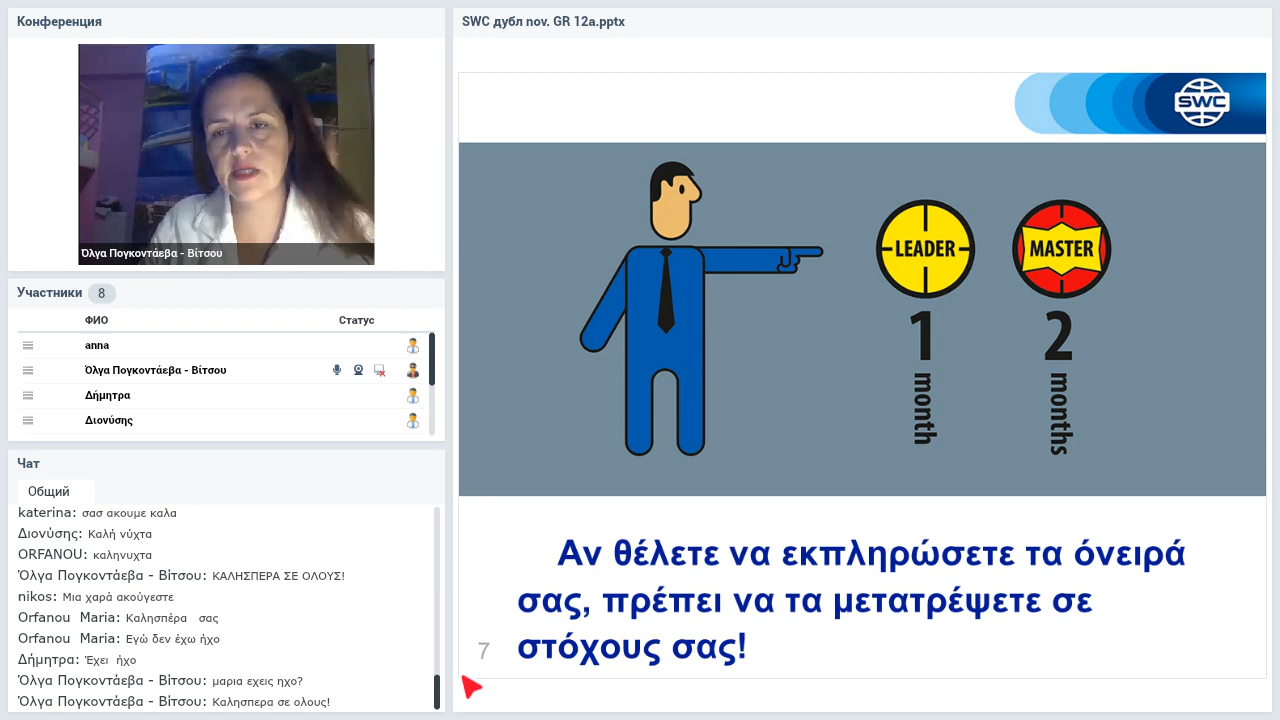 Конференция
Όλγα Πογκοντάεβα - Βίτσου
Участники 8
ФИО Статус
anna
Όλγα Πογκοντάεβα - Βίτσου
Δήμητρα
Διονύσης
Чат
Общий
katerina: σασ ακουμε καλα
Διονύσης: Καλή νύχτα
ORFANOU: καληνυχτα
Όλγα Πογκοντάεβα - Βίτσου: ΚΑΛΗΣΠΕΡΑ ΣΕ ΟΛΟΥΣ!
nikos: Μια χαρά ακούγεστε
Orfanou Maria: Καλησπέρα σας
Orfanou Maria: Εγώ δεν έχω ήχο
Δήμητρα: Έχει ήχο
Όλγα Πογκοντάεβα - Βίτσου: μαρια εχεις ηχο?
Όλγα Πογκοντάεβα - Βίτσου: Καλησπερα σε ολους!
SWC дубл nov. GR 12a.pptx
SWC
LEADER MASTER
1 2
month months
Αν θέλετε να εκπληρώσετε τα όνειρά
σας, πρέπει να τα μετατρέψετε σε
στόχους σας!
7